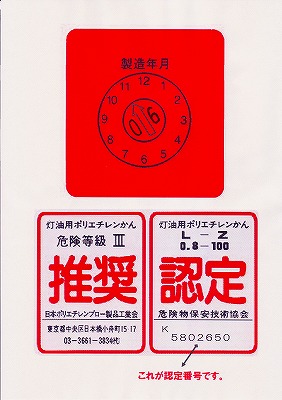 製造年月
12
1
2
3
4
5
6
7
8
9
10
11
06
灯油用ポリエチレンかん
危険等級 Ⅲ
推奨
日本ポリエチレンブロー製品工業会
東京都中央区日本橋小舟町15-17
03-3661-3834(代)
灯油用ポリエチレンかん
L-Z
0.8-100
認定
危険物保安技術協会
K
5802650
これが認定番号です。